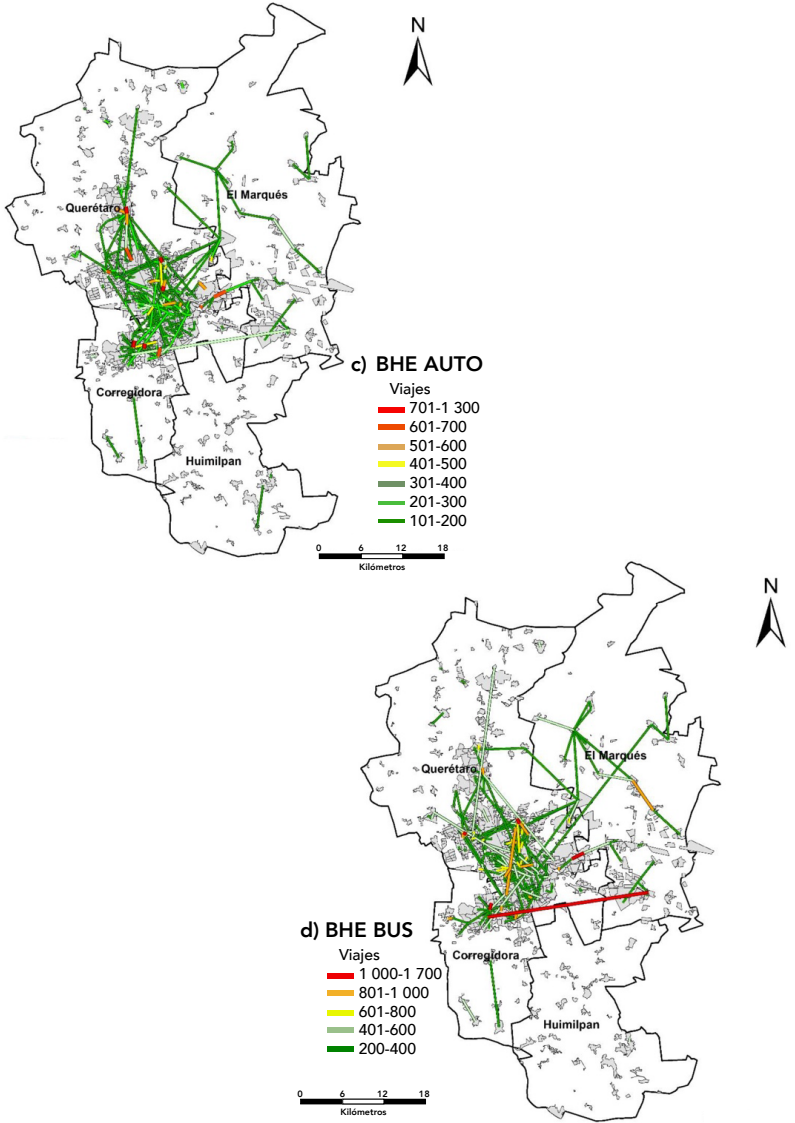 N
El Marqués
Querétaro
c) BHE AUTO
Viajes
701-1 300
601-700
501-600
401-500
301-400
201-300
101-200
Corregidora
Huimilpan
0 6 12 18
Kilómetros
N
El Marqués
Querétaro
d) BHE BUS
Viajes
1 000-1 700
801-1 000
601-800
401-600
200-400
Corregidora
Huimilpan
0 6 12 18
Kilómetros